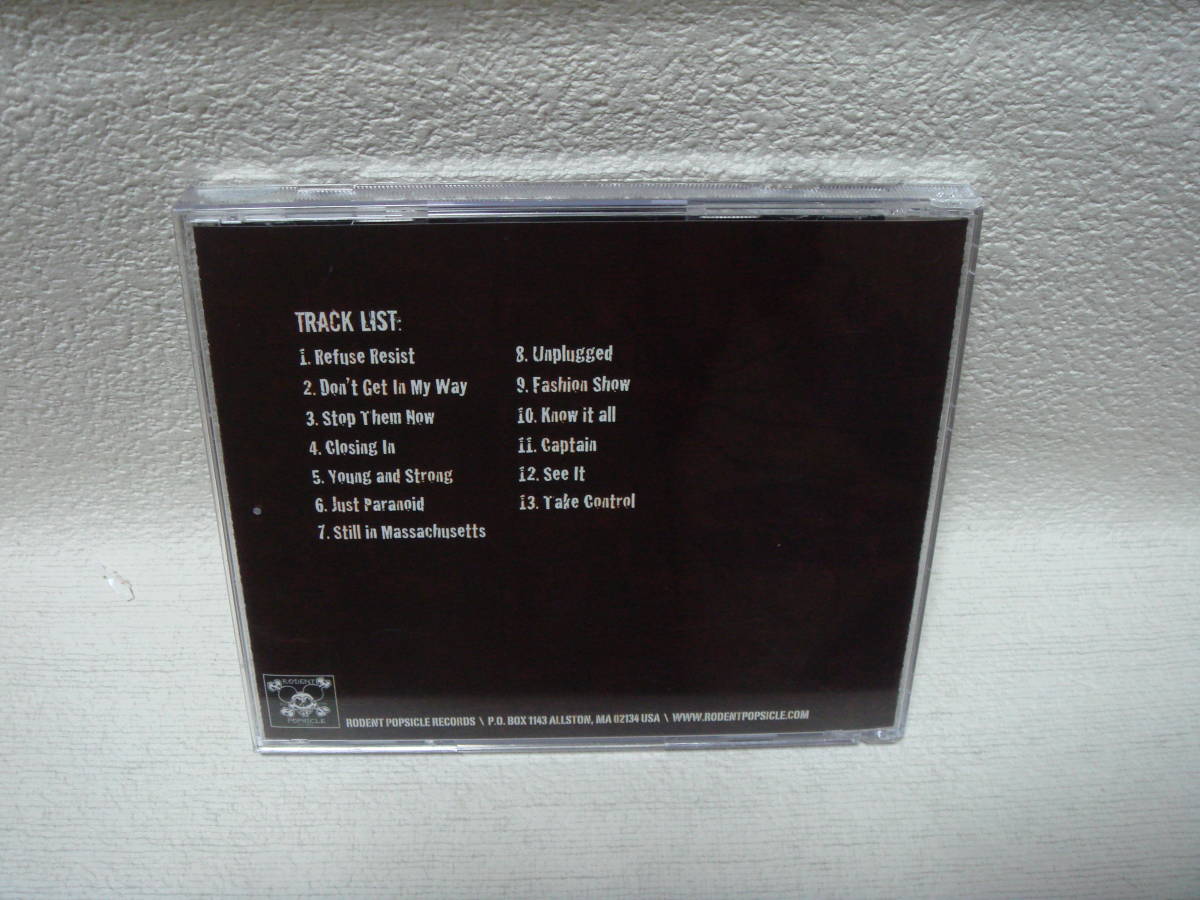 TRACK LIST:
1. Refuse Resist
2. Don't Get In My Way
3. Stop Them Now
4. Closing In
5. Young and Strong
6. Just Paranoid
7. Still in Massachusetts
8. Unplugged
9. Fashion Show
10. Know it all
11. Captain
12. See It
13. Take Control
RODENT
POPSICLE
RODENT POPSICLE RECORDS \ P.O. BOX 1143 ALLSTON, MA 02134 USA \ WWW.RODENTPOPSICLE.COM